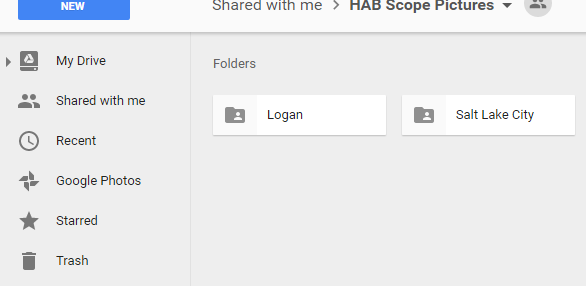 NEW
Shared with me > HAB Scope Pictures
My Drive
Shared with me
Recent
Google Photos
Starred
Trash
Folders
Logan
Salt Lake City